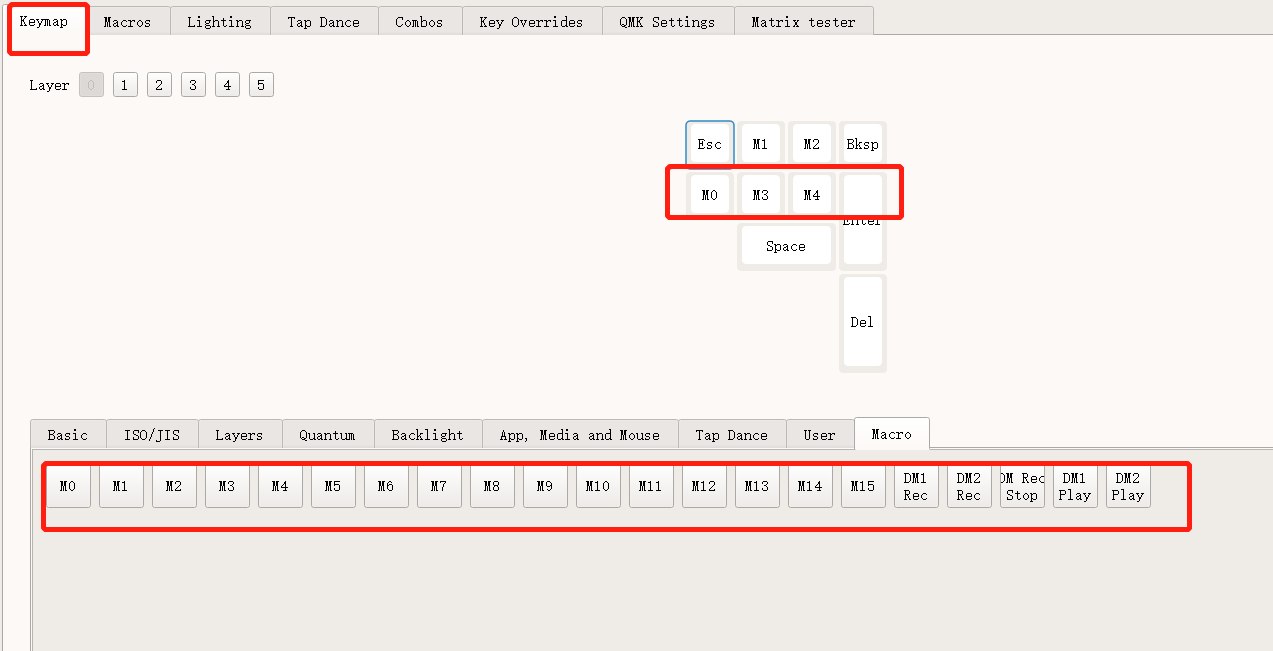 Keymap Macros Lighting Tap Dance Combos Key Overrides QMK Settings Matrix tester
Layer 0 1 2 3 4 5
Esc M1 M2 Bksp
M0 M3 M4
Enter
Space
Del
Basic ISO/JIS Layers Quantum Backlight App, Media and Mouse Tap Dance User Macro
M0 M1 M2 M3 M4 M5 M6 M7 M8 M9 M10 M11 M12 M13 M14 M15 DM1 DM2 DM Rec DM1 DM2
Rec Rec Stop Play Play